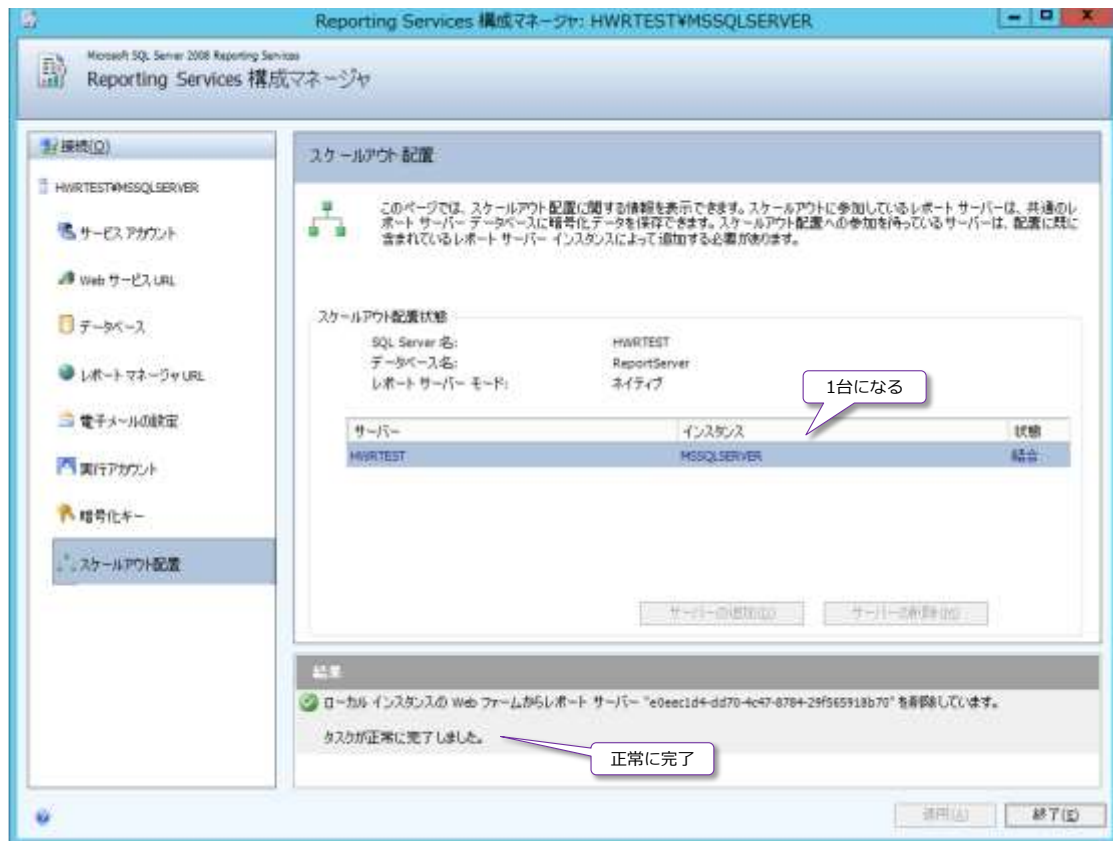 Reporting Services 構成マネージャ: HWRTEST¥MSSQLSERVER
Microsoft SQL Server 2008 Reporting Services
Reporting Services 構成マネージャ
接続(O)
HWRTEST¥MSSQLSERVER
サービス アカウント
Web サービス URL
データベース
レポート マネージャ URL
電子メールの設定
実行アカウント
暗号化キー
スケールアウト配置
スケールアウト配置
このページでは、スケールアウト配置に関する情報を表示できます。スケールアウトに参加しているレポート サーバーは、共通のレ
ポート サーバー データベースに暗号化データを保存できます。スケールアウト配置への参加を待っているサーバーは、配置に既に
含まれているレポート サーバー インスタンスによって追加する必要があります。
スケールアウト配置状態
SQL Server 名: HWRTEST
データベース名: ReportServer
レポート サーバー モード: ネイティブ
1台になる
サーバー インスタンス 状態
HWRTEST MSSQLSERVER 結合
サーバーの追加(D) サーバーの削除(M)
結果
ローカル インスタンスの Web ファームからレポート サーバー "e0eec1d4-dd70-4c47-8784-29f565918b70" を削除しています。
タスクが正常に完了しました。
正常に完了
適用(A) 終了(E)